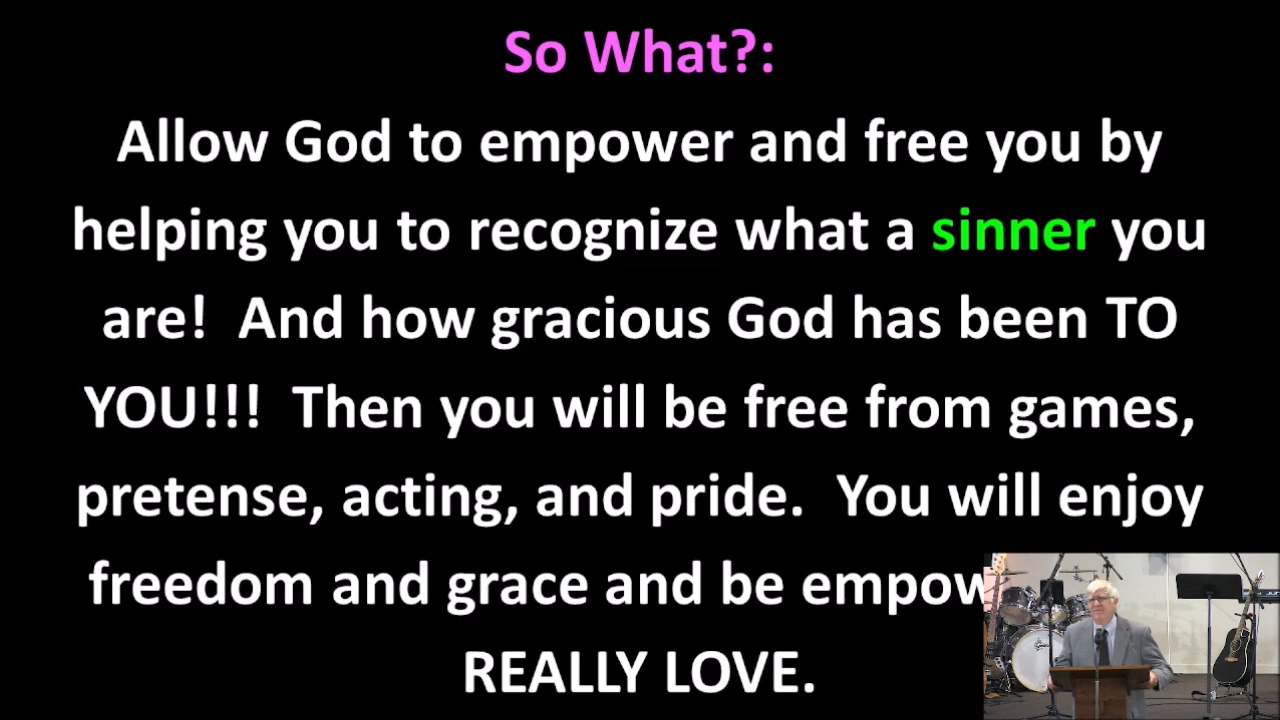 So What?:
Allow God to empower and free you by
helping you to recognize what a sinner you
are! And how gracious God has been TO
YOU!!! Then you will be free from games,
pretense, acting, and pride. You will enjoy
freedom and grace and be
REALLY LOVE.